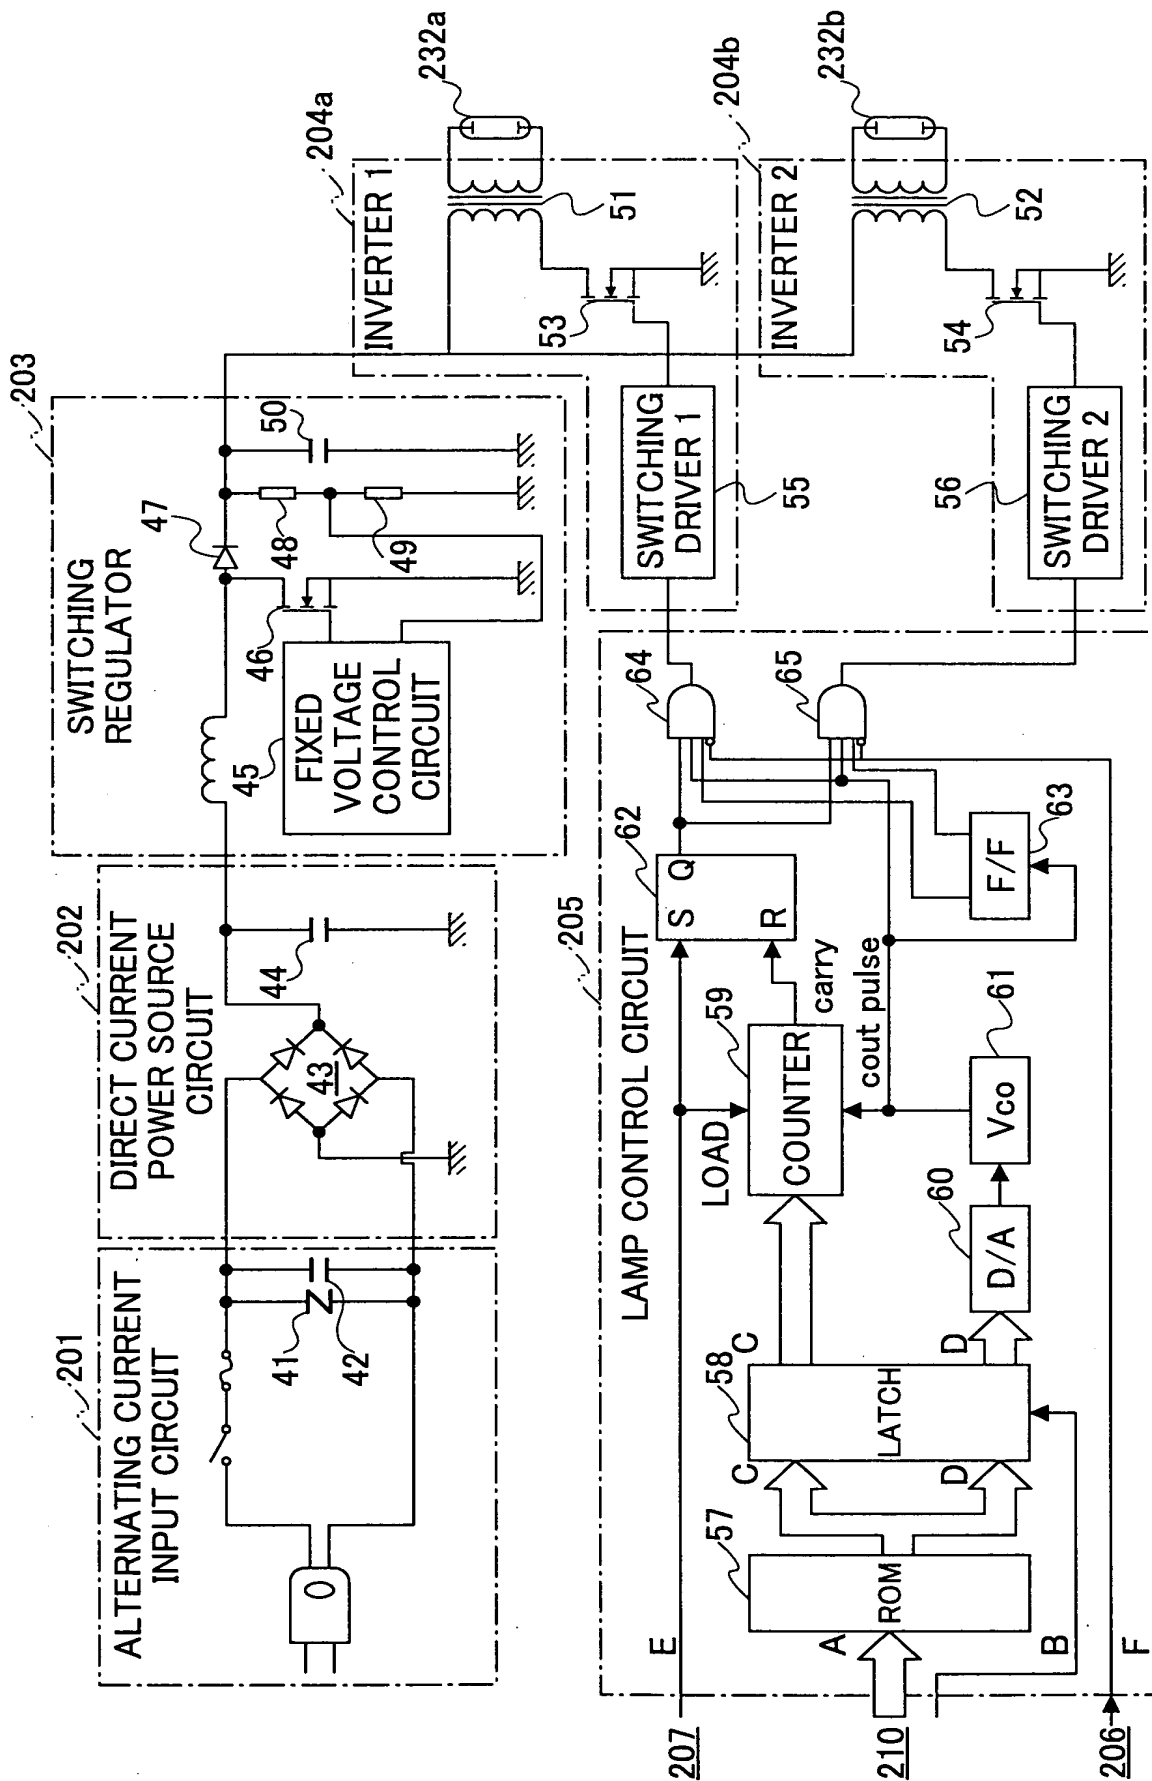 201
ALTERNATING CURRENT
INPUT CIRCUIT
41
42
202
DIRECT CURRENT
POWER SOURCE
CIRCUIT
43
44
203
SWITCHING
REGULATOR
45
FIXED
VOLTAGE
CONTROL
CIRCUIT
46
47
48
49
50
204a
INVERTER 1
232a
51
53
SWITCHING
DRIVER 1
55
204b
INVERTER 2
232b
52
54
SWITCHING
DRIVER 2
56
205
LAMP CONTROL CIRCUIT
207
E
210
A
B
206
F
57
ROM
C
D
58
LATCH
C
D
LOAD
59
COUNTER
carry
cout pulse
60
D/A
61
Vco
62
S
Q
R
63
F/F
64
65